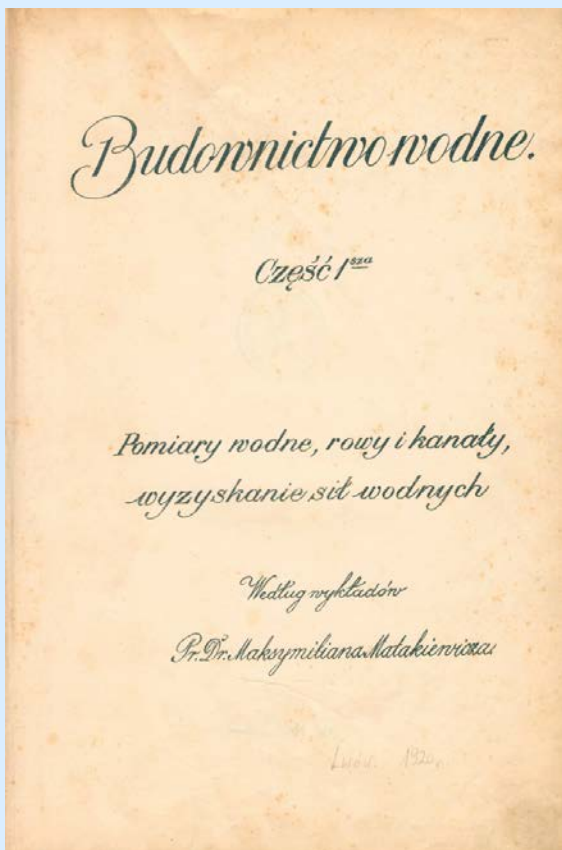 Budownictwo wodne.
Część 1sza
Pomiary wodne, rowy i kanały,
wyzyskanie sił wodnych
Według wykładów
Pr. Dr. Maksymiliana Matakiewicza
Lwów. 1920 r.